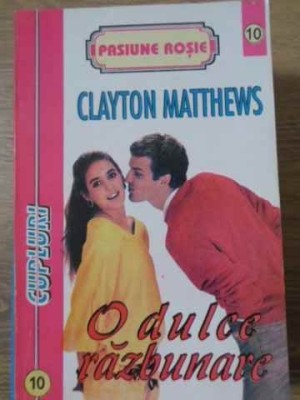 PASIUNE ROȘIE
10
CLAYTON MATTHEWS
CUPLURI
O dulce
răzbunare
10